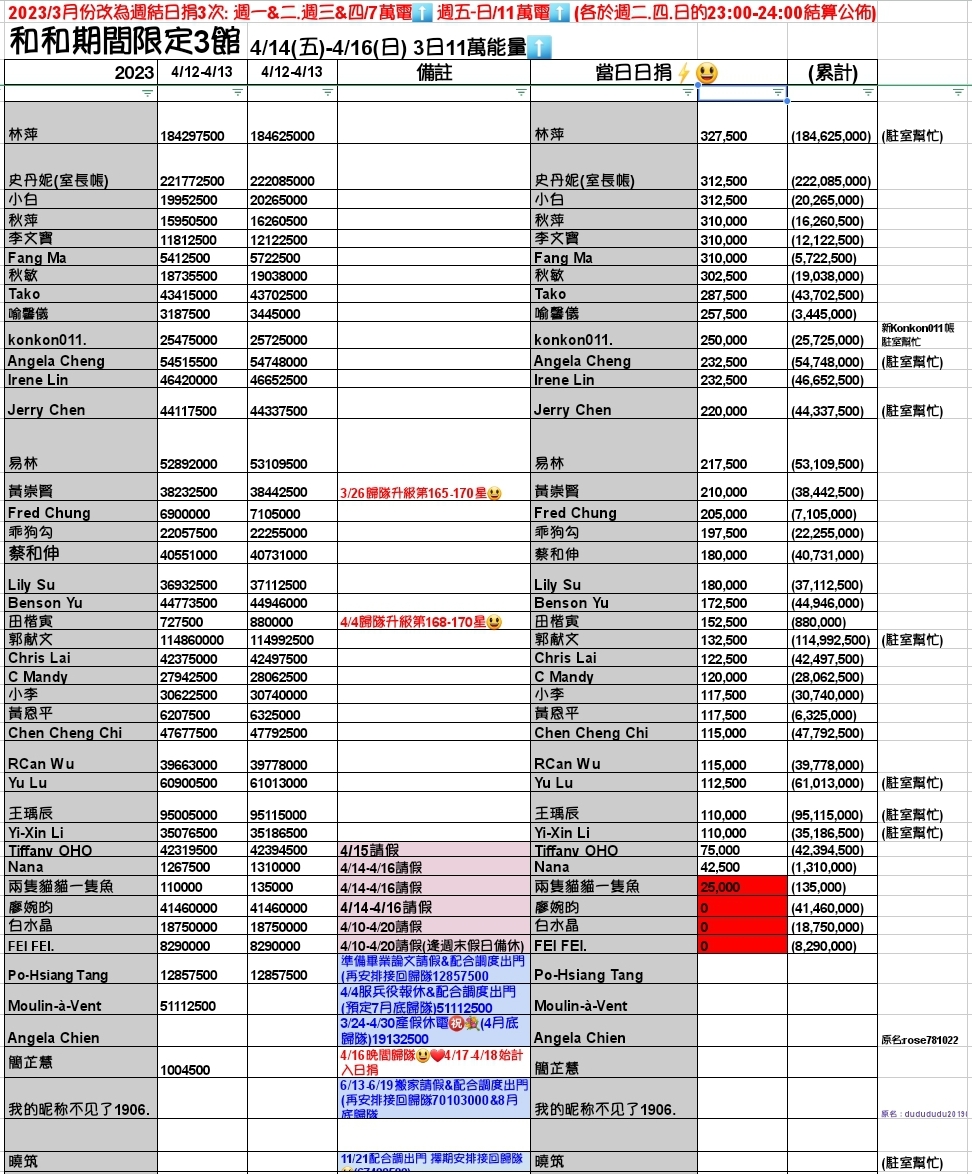 2023/3月份改為週結日捐3次: 週一&二.週三&四/7萬電⬆️ 週五-日/11萬電⬆️ (各於週二.四.日的23:00-24:00結算公佈)
和和期間限定3館 4/14(五)-4/16(日) 3日11萬能量⬆️
2023 4/12-4/13 4/12-4/13 備註 當日日捐⚡😃 (累計)
林萍 184297500 184625000 林萍 327,500 (184,625,000) (駐室幫忙)
史丹妮(室長帳) 221772500 222085000 史丹妮(室長帳) 312,500 (222,085,000)
小白 19952500 20265000 小白 312,500 (20,265,000)
秋萍 15950500 16260500 秋萍 310,000 (16,260,500)
李文寶 11812500 12122500 李文寶 310,000 (12,122,500)
Fang Ma 5412500 5722500 Fang Ma 310,000 (5,722,500)
秋敏 18735500 19038000 秋敏 302,500 (19,038,000)
Tako 43415000 43702500 Tako 287,500 (43,702,500)
喻馨儀 3187500 3445000 喻馨儀 257,500 (3,445,000)
konkon011. 25475000 25725000 konkon011. 250,000 (25,725,000) 新Konkon011帳
駐室幫忙
Angela Cheng 54515500 54748000 Angela Cheng 232,500 (54,748,000) (駐室幫忙)
Irene Lin 46420000 46652500 Irene Lin 232,500 (46,652,500)
Jerry Chen 44117500 44337500 Jerry Chen 220,000 (44,337,500) (駐室幫忙)
易林 52892000 53109500 易林 217,500 (53,109,500)
黃崇賢 38232500 38442500 3/26歸隊升級第165-170星😃 黃崇賢 210,000 (38,442,500)
Fred Chung 6900000 7105000 Fred Chung 205,000 (7,105,000)
乖狗勾 22057500 22255000 乖狗勾 197,500 (22,255,000)
蔡和伸 40551000 40731000 蔡和伸 180,000 (40,731,000)
Lily Su 36932500 37112500 Lily Su 180,000 (37,112,500)
Benson Yu 44773500 44946000 Benson Yu 172,500 (44,946,000)
田楷寅 727500 880000 4/4歸隊升級第168-170星😃 田楷寅 152,500 (880,000)
郭献文 114860000 114992500 郭献文 132,500 (114,992,500) (駐室幫忙)
Chris Lai 42375000 42497500 Chris Lai 122,500 (42,497,500)
C Mandy 27942500 28062500 C Mandy 120,000 (28,062,500)
小李 30622500 30740000 小李 117,500 (30,740,000)
黃恩平 6207500 6325000 黃恩平 117,500 (6,325,000)
Chen Cheng Chi 47677500 47792500 Chen Cheng Chi 115,000 (47,792,500)
RCan Wu 39663000 39778000 RCan Wu 115,000 (39,778,000)
Yu Lu 60900500 61013000 Yu Lu 112,500 (61,013,000) (駐室幫忙)
王瑀辰 95005000 95115000 王瑀辰 110,000 (95,115,000) (駐室幫忙)
Yi-Xin Li 35076500 35186500 Yi-Xin Li 110,000 (35,186,500) (駐室幫忙)
Tiffany OHO 42319500 42394500 4/15請假 Tiffany OHO 75,000 (42,394,500)
Nana 1267500 1310000 4/14-4/16請假 Nana 42,500 (1,310,000)
兩隻貓貓一隻魚 110000 135000 4/14-4/16請假 兩隻貓貓一隻魚 25,000 (135,000)
廖婉昀 41460000 41460000 4/14-4/16請假 廖婉昀 0 (41,460,000)
白水晶 18750000 18750000 4/10-4/20請假 白水晶 0 (18,750,000)
FEI FEI. 8290000 8290000 4/10-4/20請假(逢週末假日備休) FEI FEI. 0 (8,290,000)
Po-Hsiang Tang 12857500 12857500 準備畢業論文請假&配合調度出門 Po-Hsiang Tang
(再安排接回歸隊12857500
Moulin-à-Vent 51112500 4/4服兵役報休&配合調度出門 Moulin-à-Vent
(預定7月底歸隊)51112500
Angela Chien 3/24-4/30產假休電㊗️💐(4月底 Angela Chien 原名:rose781022
歸隊)19132500
簡芷慧 1004500 4/16晚間歸隊😃❤️4/17-4/18始計 簡芷慧
入日捐
我的昵称不见了1906. 6/13-6/19搬家請假&配合調度出門 我的昵称不见了1906.
(再安排接回歸隊70103000&8月
底歸隊
曉筑 11/21配合調出門 擇期安排接回歸隊 曉筑 (駐室幫忙)